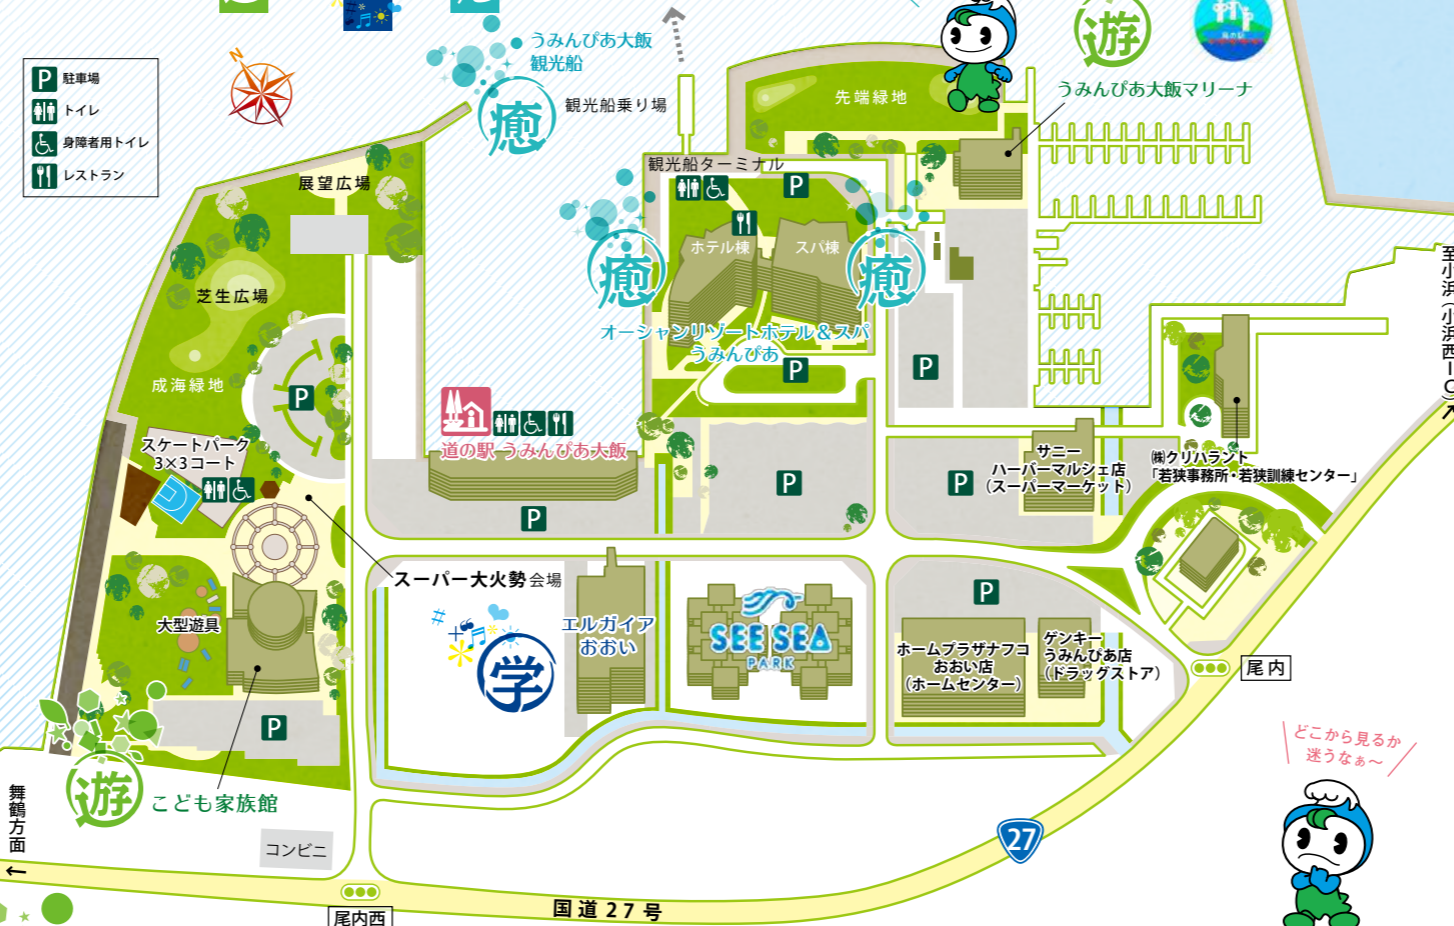 P 駐車場
トイレ
身障者用トイレ
レストラン
N
うみんぴあ大飯
観光船
癒
観光船乗り場
先端緑地
遊
うみんぴあ大飯マリーナ
観光船ターミナル
P
展望広場
ホテル棟
スパ棟
癒
癒
オーシャンリゾートホテル&スパ
うみんぴあ
P
P
芝生広場
成海緑地
P
至小浜(小浜西IC)
道の駅 うみんぴあ大飯
スケートパーク
3×3コート
P
P
P
サニー
ハーバーマルシェ店
(スーパーマーケット)
㈱クリハラント
「若狭事務所・若狭訓練センター」
スーパー大火勢会場
大型遊具
学
エルガイア
おおい
SEE SEA
PARK
P
ホームプラザナフコ
おおい店
(ホームセンター)
ゲンキー
うみんぴあ店
(ドラッグストア)
尾内
P
遊
こども家族館
どこから見るか
迷うなぁ〜
舞鶴方面
←
コンビニ
27
国道27号
尾内西